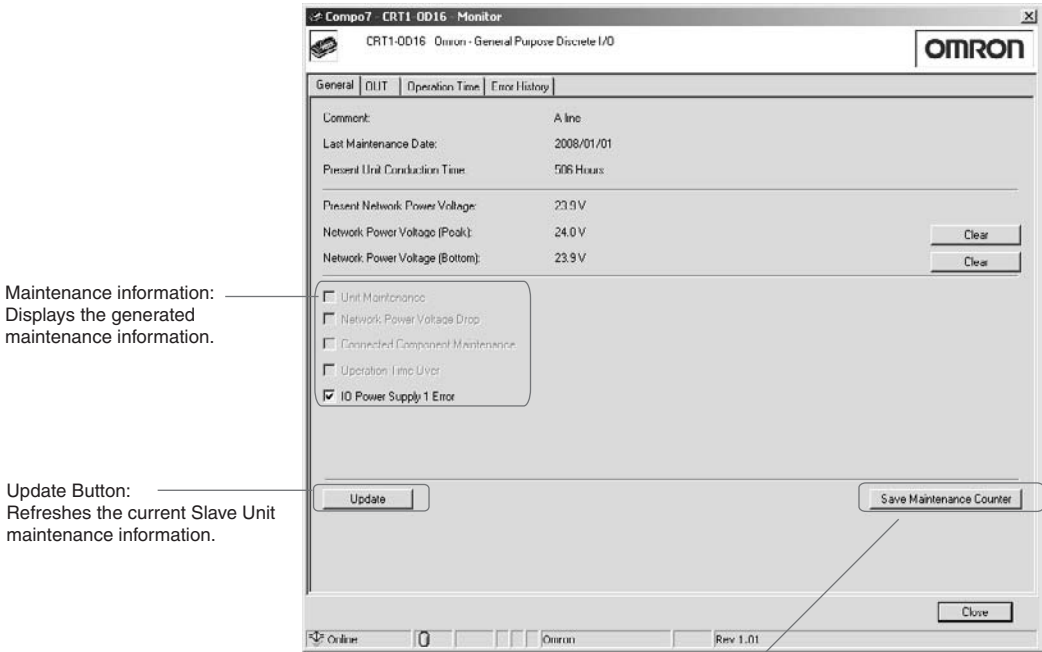 Compo7 - CRT1-OD16 - Monitor
CRT1-OD16 Omron - General Purpose Discrete I/O
OMRON
General OUT Operation Time Error History
Comment: A line
Last Maintenance Date: 2008/01/01
Present Unit Conduction Time: 506 Hours
Present Network Power Voltage: 23.9 V
Network Power Voltage (Peak): 24.0 V Clear
Network Power Voltage (Bottom): 23.9 V Clear
Maintenance information:
Displays the generated
maintenance information.
Unit Maintenance
Network Power Voltage Drop
Connected Component Maintenance
Operation Time Over
IO Power Supply 1 Error
Update Button:
Refreshes the current Slave Unit
maintenance information.
Update Save Maintenance Counter
Close
Online Omron Rev 1.01